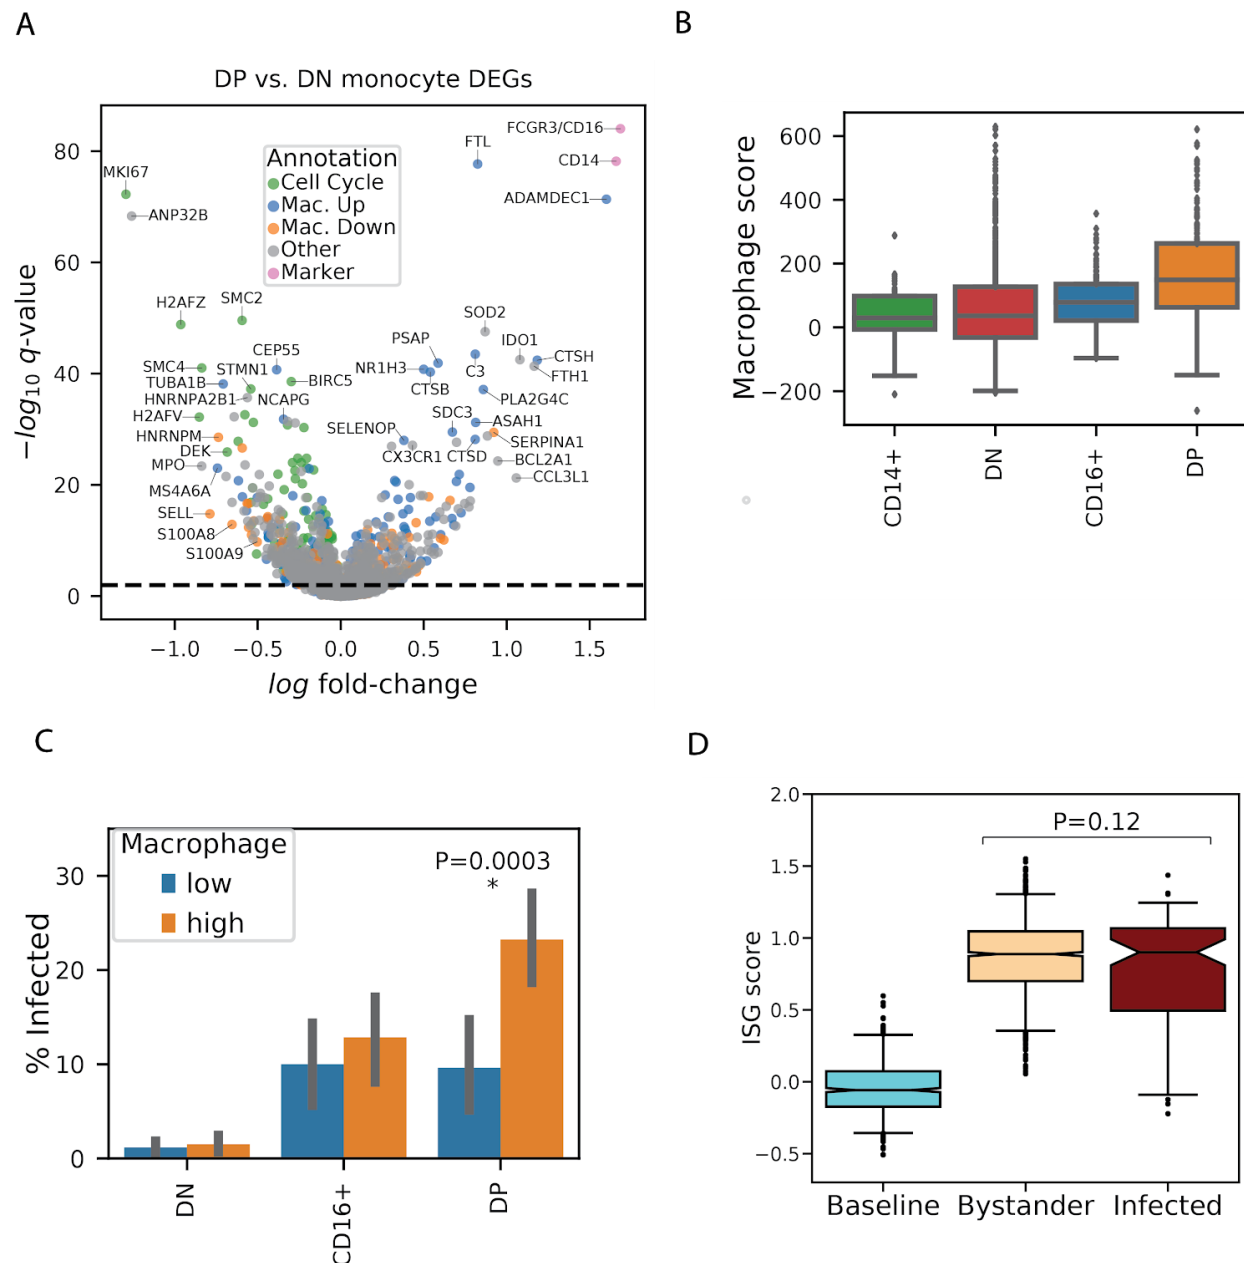 A
DP vs. DN monocyte DEGs
−log10 q-value
80
60
40
20
0
−1.0
−0.5
0.0
0.5
1.0
1.5
log fold-change
Annotation
Cell Cycle
Mac. Up
Mac. Down
Other
Marker
FCGR3/CD16
FTL
CD14
MKI67
ADAMDEC1
ANP32B
H2AFZ
SMC2
SOD2
CEP55
PSAP
IDO1
SMC4
STMN1
NR1H3
C3
CTSH
TUBA1B
BIRC5
CTSB
FTH1
HNRNPA2B1
NCAPG
PLA2G4C
H2AFV
SDC3
ASAH1
HNRNPM
SELENOP
SERPINA1
DEK
CX3CR1
CTSD
BCL2A1
MPO
CCL3L1
MS4A6A
SELL
S100A8
S100A9
B
Macrophage score
600
400
200
0
−200
CD14+
DN
CD16+
DP
C
% Infected
30
20
10
0
Macrophage
low
high
P=0.0003
*
DN
CD16+
DP
D
ISG score
2.0
1.5
1.0
0.5
0.0
−0.5
P=0.12
Baseline
Bystander
Infected